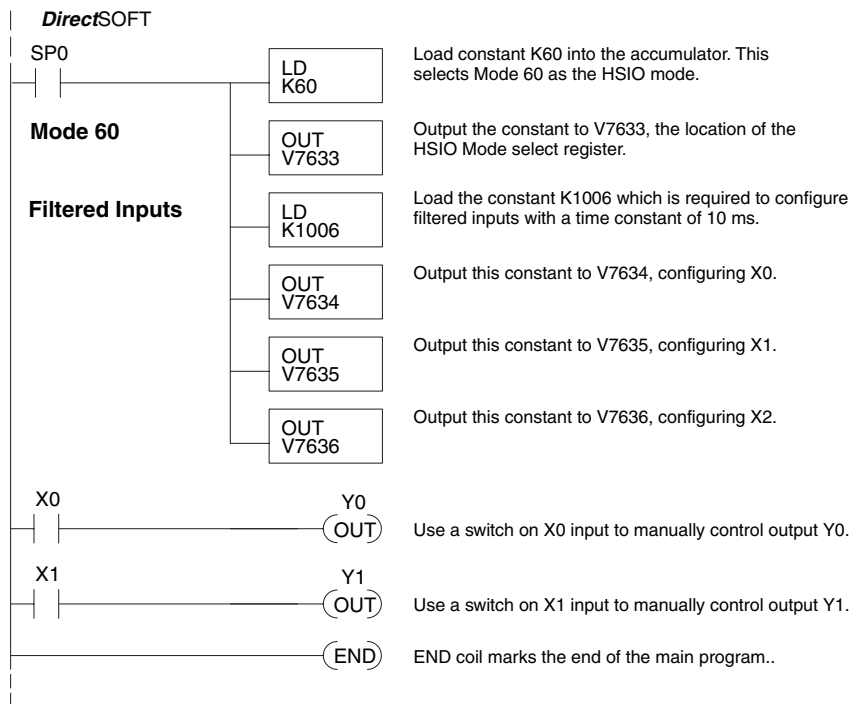 DirectSOFT
SP0
LD
K60
Load constant K60 into the accumulator. This
selects Mode 60 as the HSIO mode.
Mode 60
OUT
V7633
Output the constant to V7633, the location of the
HSIO Mode select register.
Filtered Inputs
LD
K1006
Load the constant K1006 which is required to configure
filtered inputs with a time constant of 10 ms.
OUT
V7634
Output this constant to V7634, configuring X0.
OUT
V7635
Output this constant to V7635, configuring X1.
OUT
V7636
Output this constant to V7636, configuring X2.
X0
Y0
OUT
Use a switch on X0 input to manually control output Y0.
X1
Y1
OUT
Use a switch on X1 input to manually control output Y1.
END
END coil marks the end of the main program..